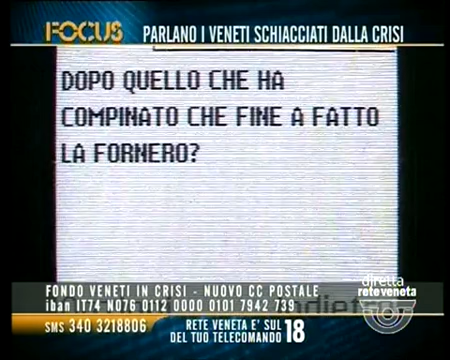 FOCUS PARLANO I VENETI SCHIACCIATI DALLA CRISI
DOPO QUELLO CHE HA
COMPINATO CHE FINE A FATTO
LA FORNERO?
diretta
reteveneta
FONDO VENETI IN CRISI - NUOVO CC POSTALE
iban IT74 N076 0112 0000 0101 7942 739
SMS 340 3218806
RETE VENETA E' SUL
DEL TUO TELECOMANDO 18